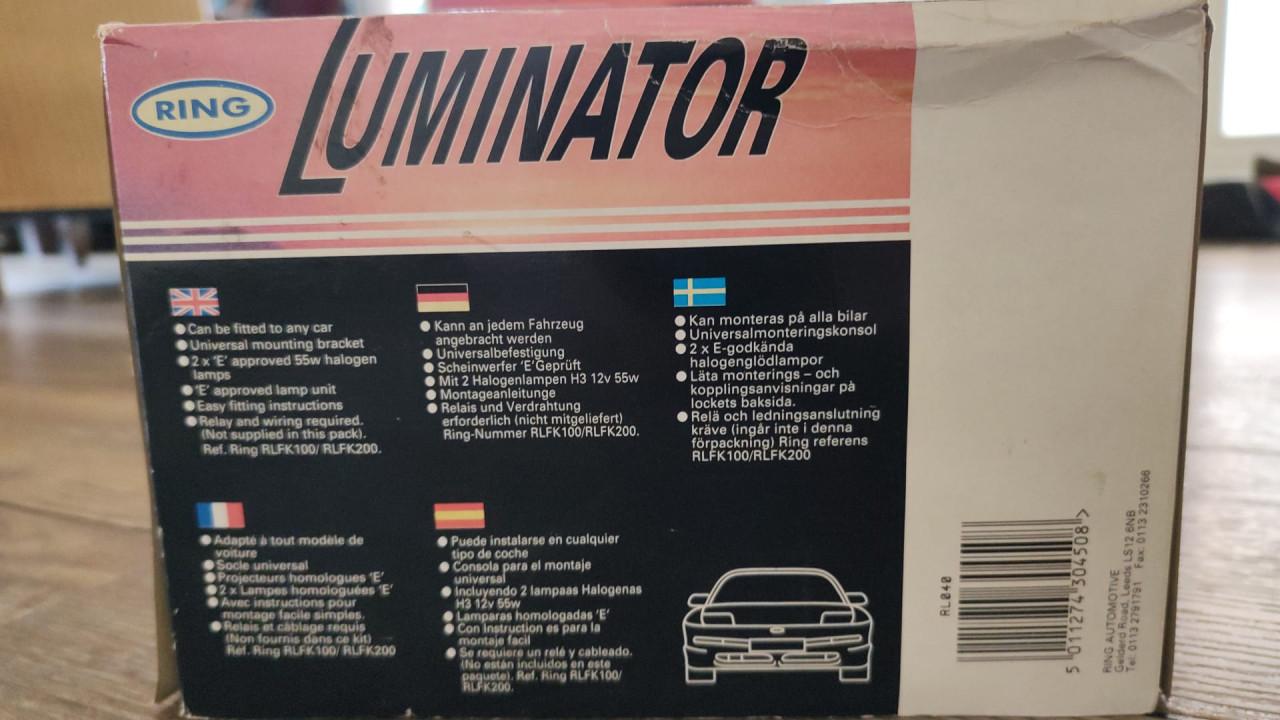 RING
LUMINATOR
Can be fitted to any car
Universal mounting bracket
2 x 'E' approved 55w halogen
lamps
'E' approved lamp unit
Easy fitting instructions
Relay and wiring required.
(Not supplied in this pack).
Ref. Ring RLFK100/ RLFK200.
Kann an jedem Fahrzeug
angebracht werden
Universalbefestigung
Scheinwerfer 'E'Geprüft
Mit 2 Halogenlampen H3 12v 55w
Montageanleitunge
Relais und Verdrahtung
erforderlich (nicht mitgeliefert)
Ring-Nummer RLFK100/RLFK200.
Kan monteras på alla bilar
Universalmonteringskonsol
2 x E-godkända
halogenglödlampor
Läta monterings – och
kopplingsanvisningar på
lockets baksida.
Relä och ledningsanslutning
kräve (ingår inte i denna
förpackning) Ring referens
RLFK100/RLFK200
Adapté à tout modèle de
voiture
Socle universal
Projecteurs homologues 'E'
2 x Lampes homologuées 'E'
Avec instructions pour
montage facile simples.
Relais et câblage requis
(Non fournis dans ce kit)
Ref. Ring RLFK100/ RLFK200
Puede instalarse en cualquier
tipo de coche
Consola para el montaje
universal
Incluyendo 2 lampaas Halogenas
H3 12v 55w
Lamparas homologadas 'E'
Con instruction es para la
montaje facil
Se requiere un relé y cableado.
(No están incluidos en este
paquete). Ref. Ring RLFK100/
RLFK200.
RL040
5 011274 304508 >
RING AUTOMOTIVE
Gelderd Road, Leeds LS12 6NB
Tel: 0113 2791791 Fax: 0113 2310266